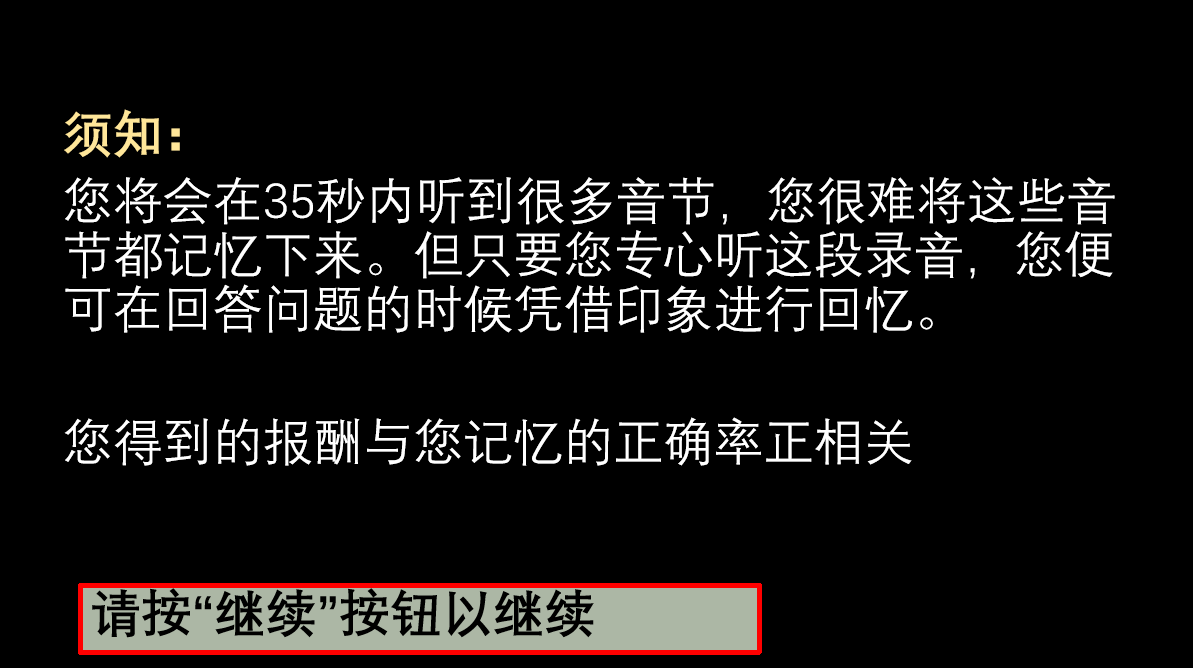 须知：
您将会在35秒内听到很多音节，您很难将这些音
节都记忆下来。但只要您专心听这段录音，您便
可在回答问题的时候凭借印象进行回忆。
您得到的报酬与您记忆的正确率正相关
请按“继续”按钮以继续